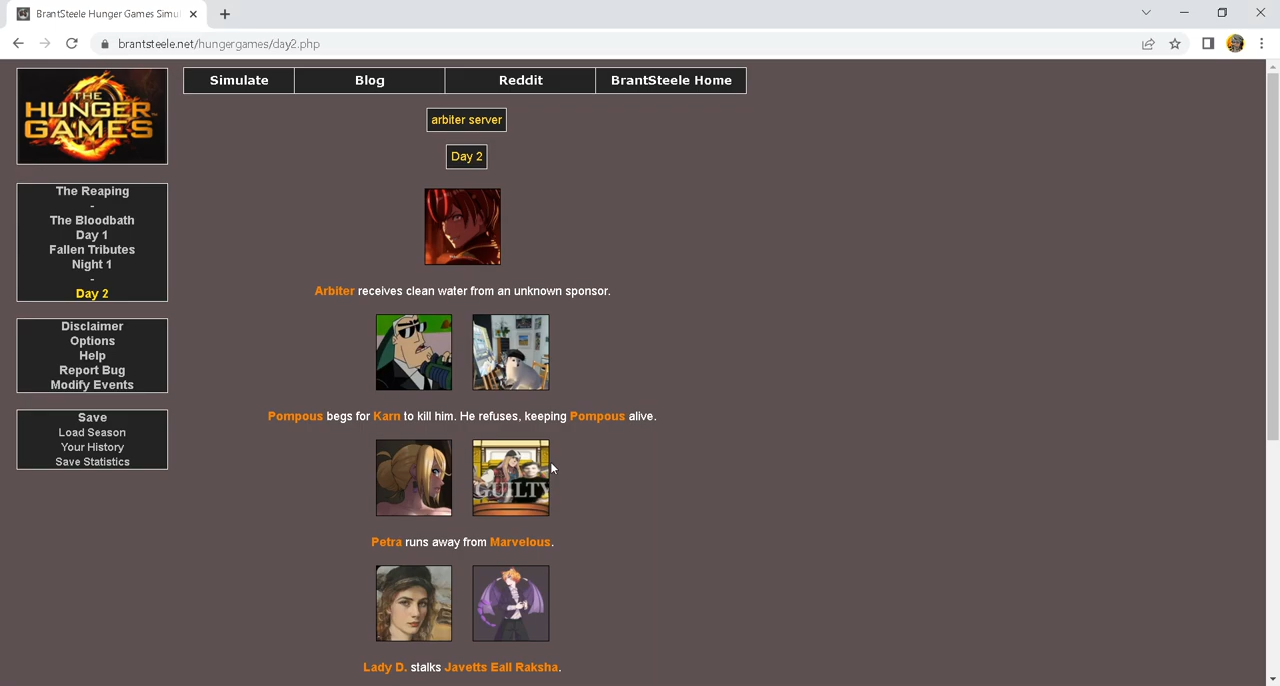 BrantSteele Hunger Games Simu
brantsteele.net/hungergames/day2.php
THE
HUNGER
GAMES
Simulate
Blog
Reddit
BrantSteele Home
arbiter server
Day 2
The Reaping
-
The Bloodbath
Day 1
Fallen Tributes
Night 1
-
Day 2
Disclaimer
Options
Help
Report Bug
Modify Events
Save
Load Season
Your History
Save Statistics
Arbiter receives clean water from an unknown sponsor.
Pompous begs for Karn to kill him. He refuses, keeping Pompous alive.
GUILTY
Petra runs away from Marvelous.
Lady D. stalks Javetts Eall Raksha.